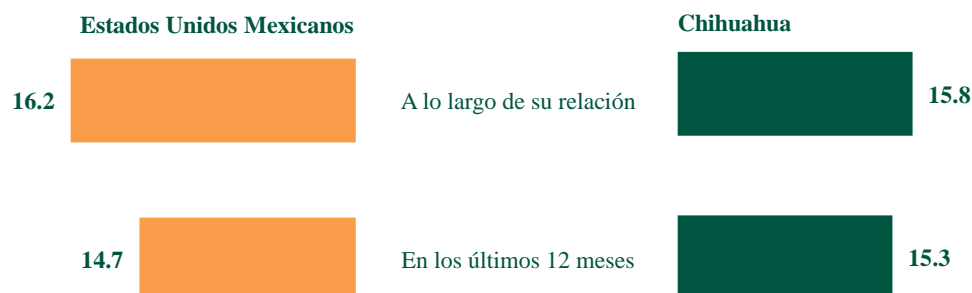 Estados Unidos Mexicanos
Chihuahua
16.2
A lo largo de su relación
15.8
14.7
En los últimos 12 meses
15.3